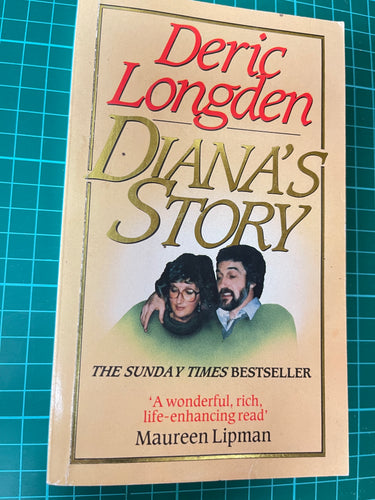 Deric
Longden
DIANA'S
STORY
THE SUNDAY TIMES BESTSELLER
'A wonderful, rich,
life-enhancing read'
Maureen Lipman